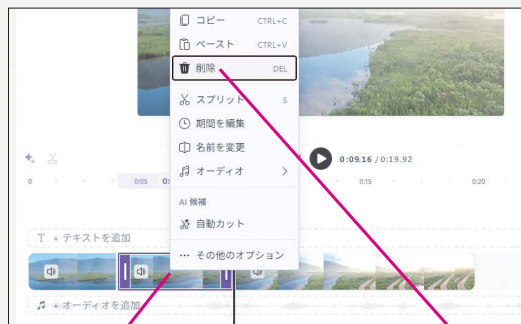 コピー CTRL+C
ペースト CTRL+V
削除 DEL
スプリット S
期間を編集
名前を変更
オーディオ
AI 候補
自動カット
… その他のオプション
0:09.16 / 0:19.92
0 0:05 0:15 0:20
T + テキストを追加
+ オーディオを追加